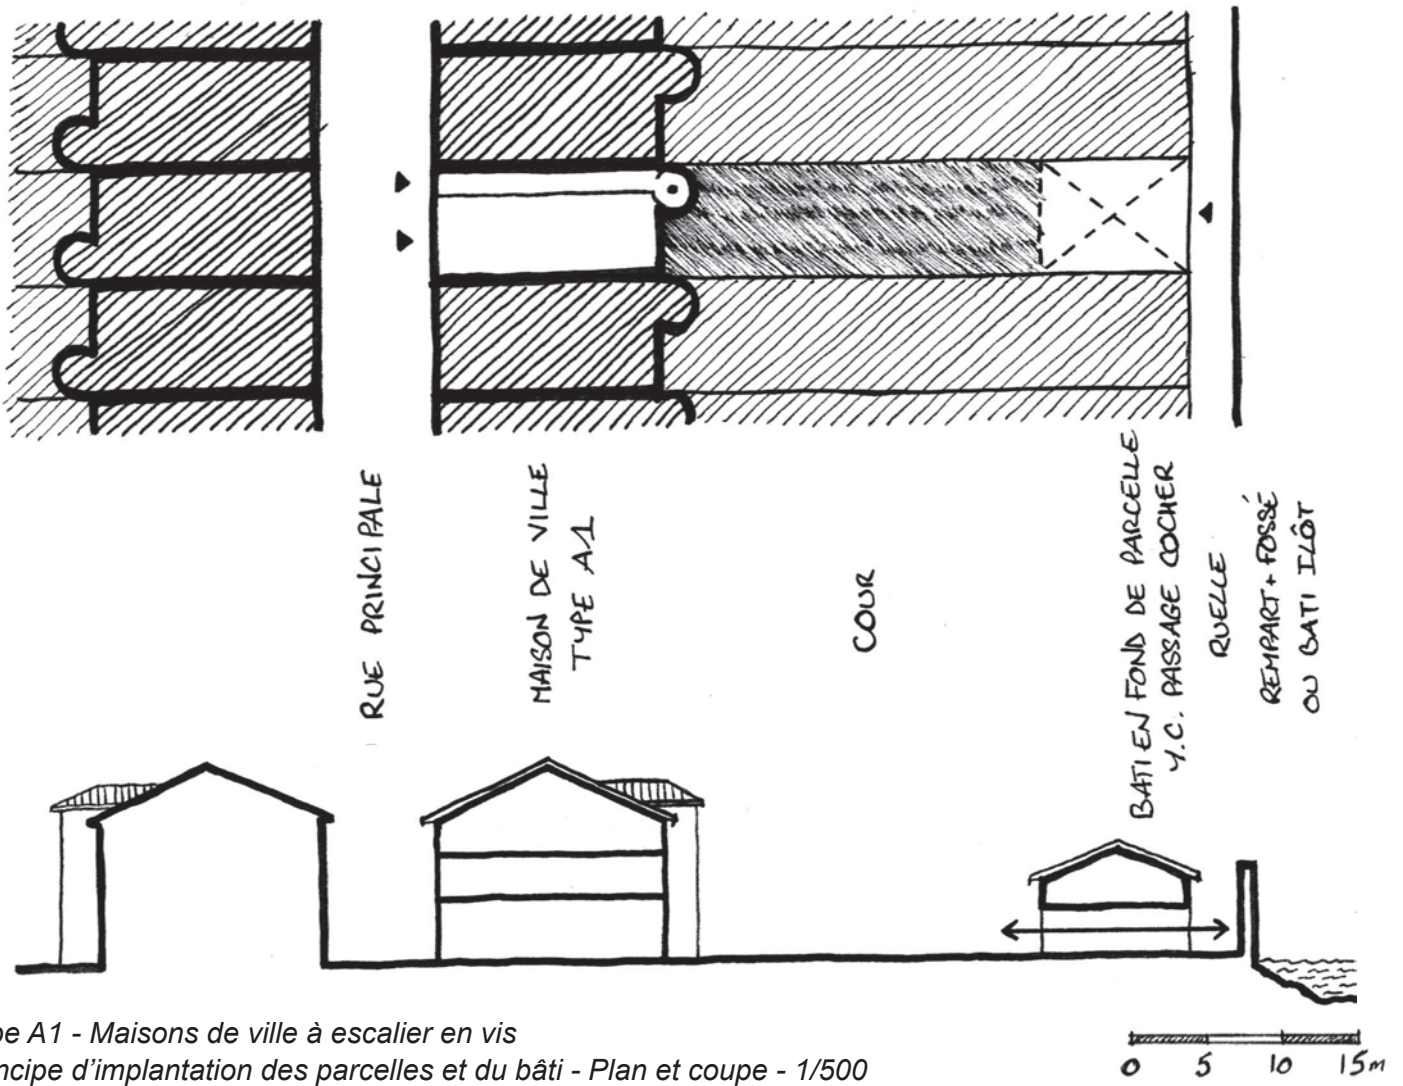 RUE PRINCIPALE
MAISON DE VILLE
TYPE A1
COUR
BATI EN FOND DE PARCELLE
Y.C. PASSAGE COCHER
RUELLE
REMPART + FOSSÉ
OU BATI ILÔT
pe A1 - Maisons de ville à escalier en vis
ncipe d'implantation des parcelles et du bâti - Plan et coupe - 1/500
0 5 10 15m